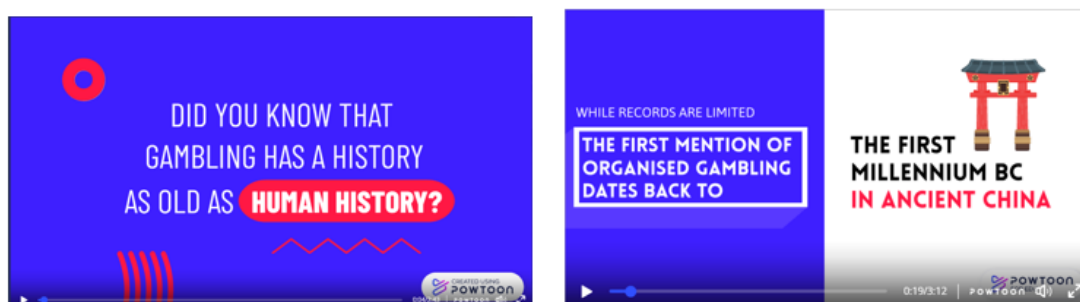 DID YOU KNOW THAT
GAMBLING HAS A HISTORY
AS OLD AS HUMAN HISTORY?
CREATED USING
POWTOON
POWTOON
WHILE RECORDS ARE LIMITED
THE FIRST MENTION OF
ORGANISED GAMBLING
DATES BACK TO
THE FIRST
MILLENNIUM BC
IN ANCIENT CHINA
POWTOON
0:19/3:12
POWTOON